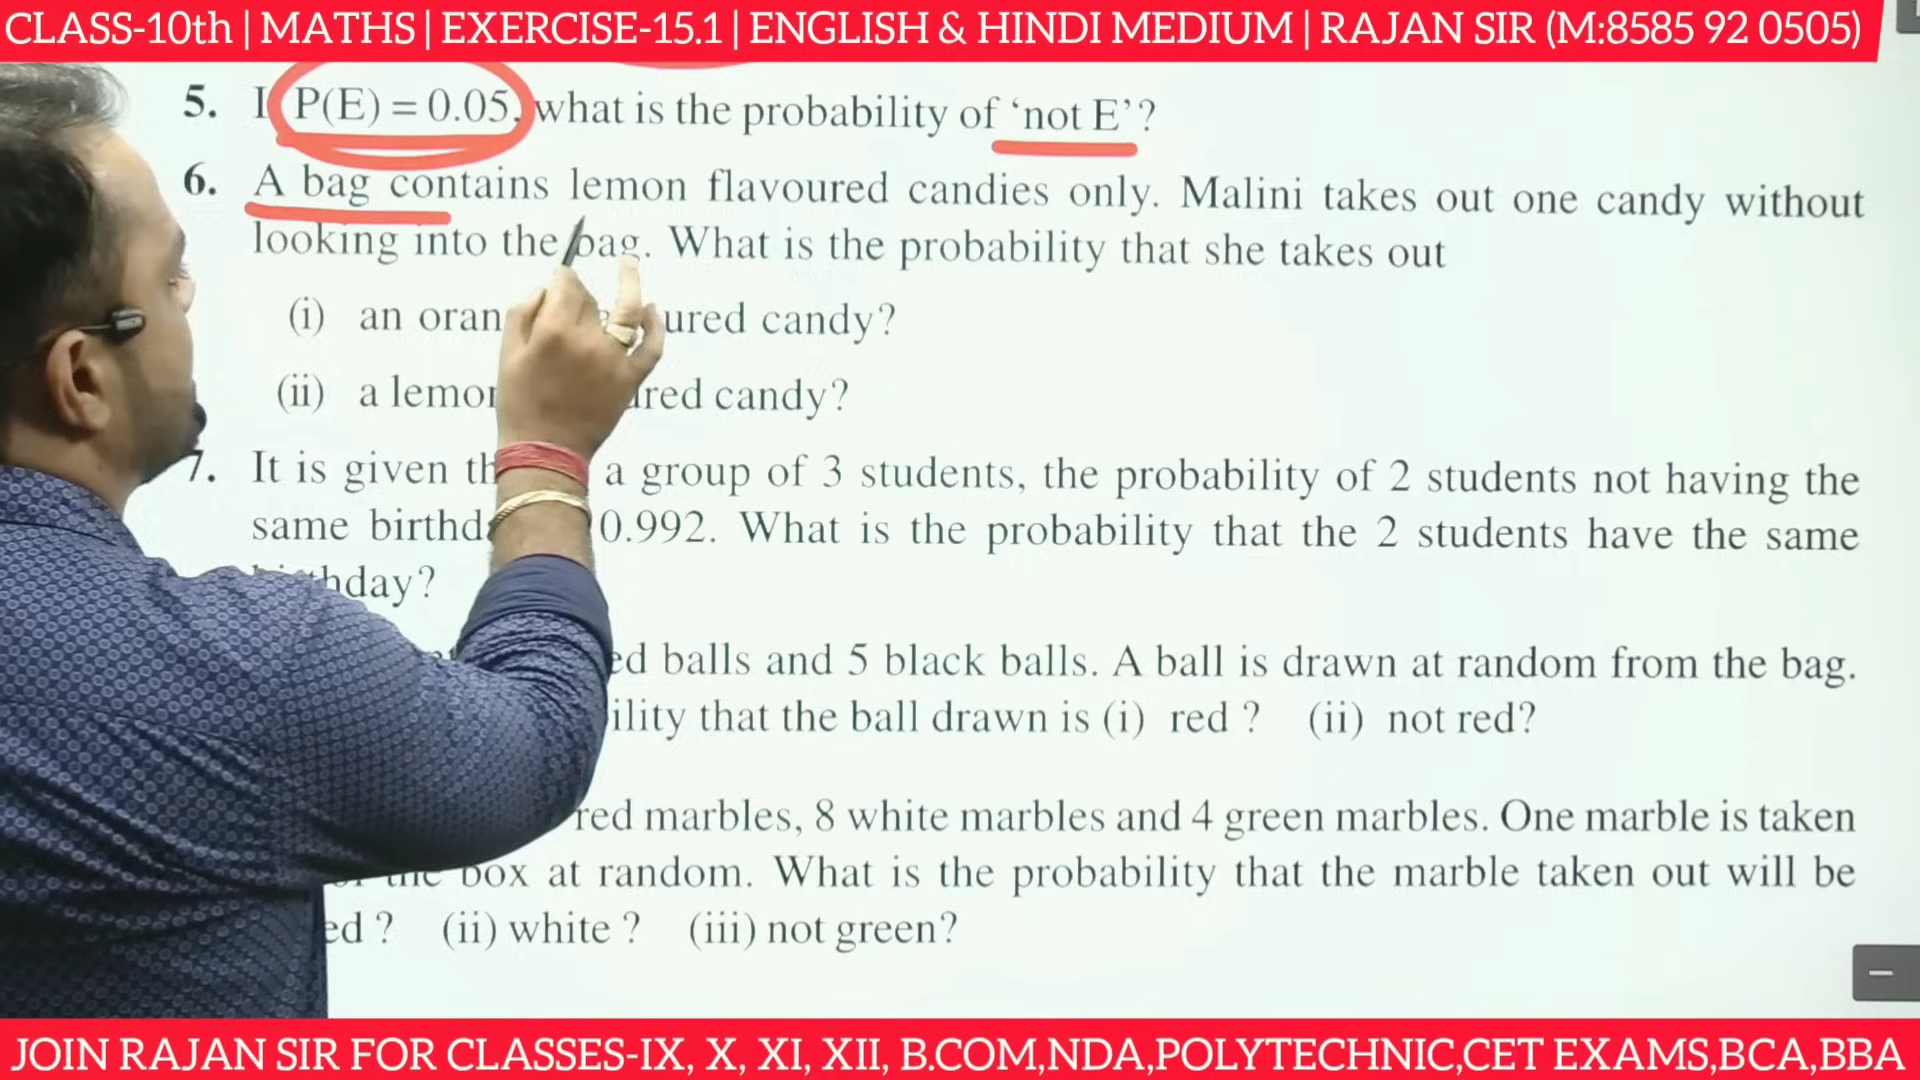 CLASS-10th | MATHS | EXERCISE-15.1 | ENGLISH & HINDI MEDIUM | RAJAN SIR (M:8585 92 0505)
5. P(E) = 0.05, what is the probability of ‘not E’?
6. A bag contains lemon flavoured candies only. Malini takes out one candy without
looking into the bag. What is the probability that she takes out
(i) an oran ured candy?
(ii) a lemon red candy?
7. It is given th a group of 3 students, the probability of 2 students not having the
same birthd 0.992. What is the probability that the 2 students have the same
hday?
ed balls and 5 black balls. A ball is drawn at random from the bag.
ility that the ball drawn is (i) red ? (ii) not red?
red marbles, 8 white marbles and 4 green marbles. One marble is taken
the box at random. What is the probability that the marble taken out will be
ed ? (ii) white ? (iii) not green?
JOIN RAJAN SIR FOR CLASSES-IX, X, XI, XII, B.COM,NDA,POLYTECHNIC,CET EXAMS,BCA,BBA